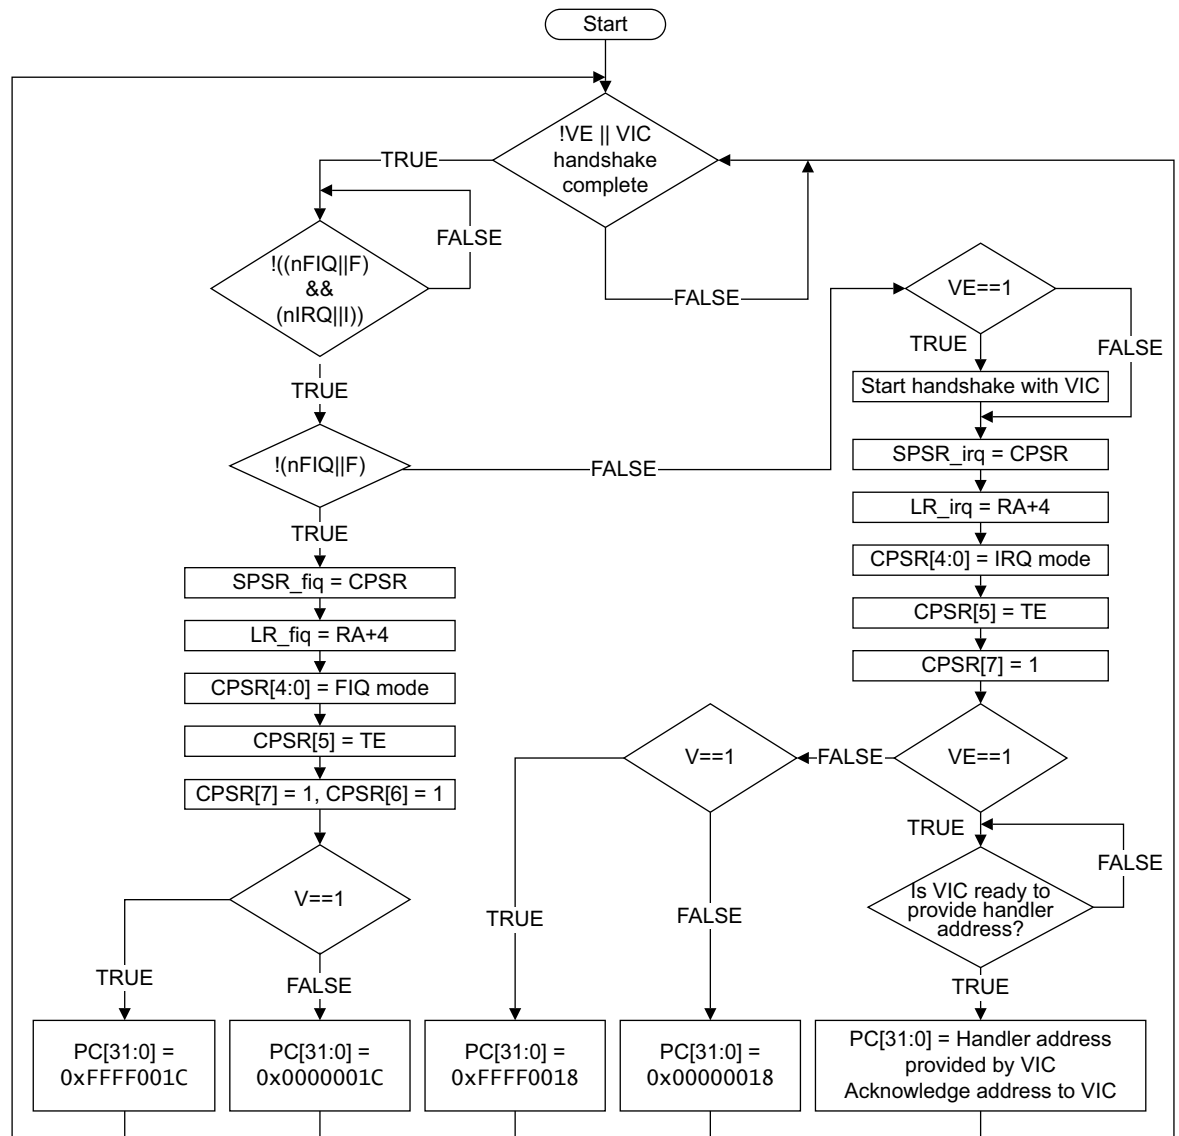 Start
!VE || VIC
handshake
complete
TRUE
FALSE
!((nFIQ||F)
&&
(nIRQ||I))
FALSE
TRUE
!(nFIQ||F)
FALSE
TRUE
SPSR_fiq = CPSR
LR_fiq = RA+4
CPSR[4:0] = FIQ mode
CPSR[5] = TE
CPSR[7] = 1, CPSR[6] = 1
V==1
TRUE
FALSE
PC[31:0] =
0xFFFF001C
PC[31:0] =
0x0000001C
VE==1
TRUE
FALSE
Start handshake with VIC
SPSR_irq = CPSR
LR_irq = RA+4
CPSR[4:0] = IRQ mode
CPSR[5] = TE
CPSR[7] = 1
VE==1
FALSE
V==1
TRUE
FALSE
PC[31:0] =
0xFFFF0018
PC[31:0] =
0x00000018
TRUE
FALSE
Is VIC ready to
provide handler
address?
TRUE
PC[31:0] = Handler address
provided by VIC
Acknowledge address to VIC